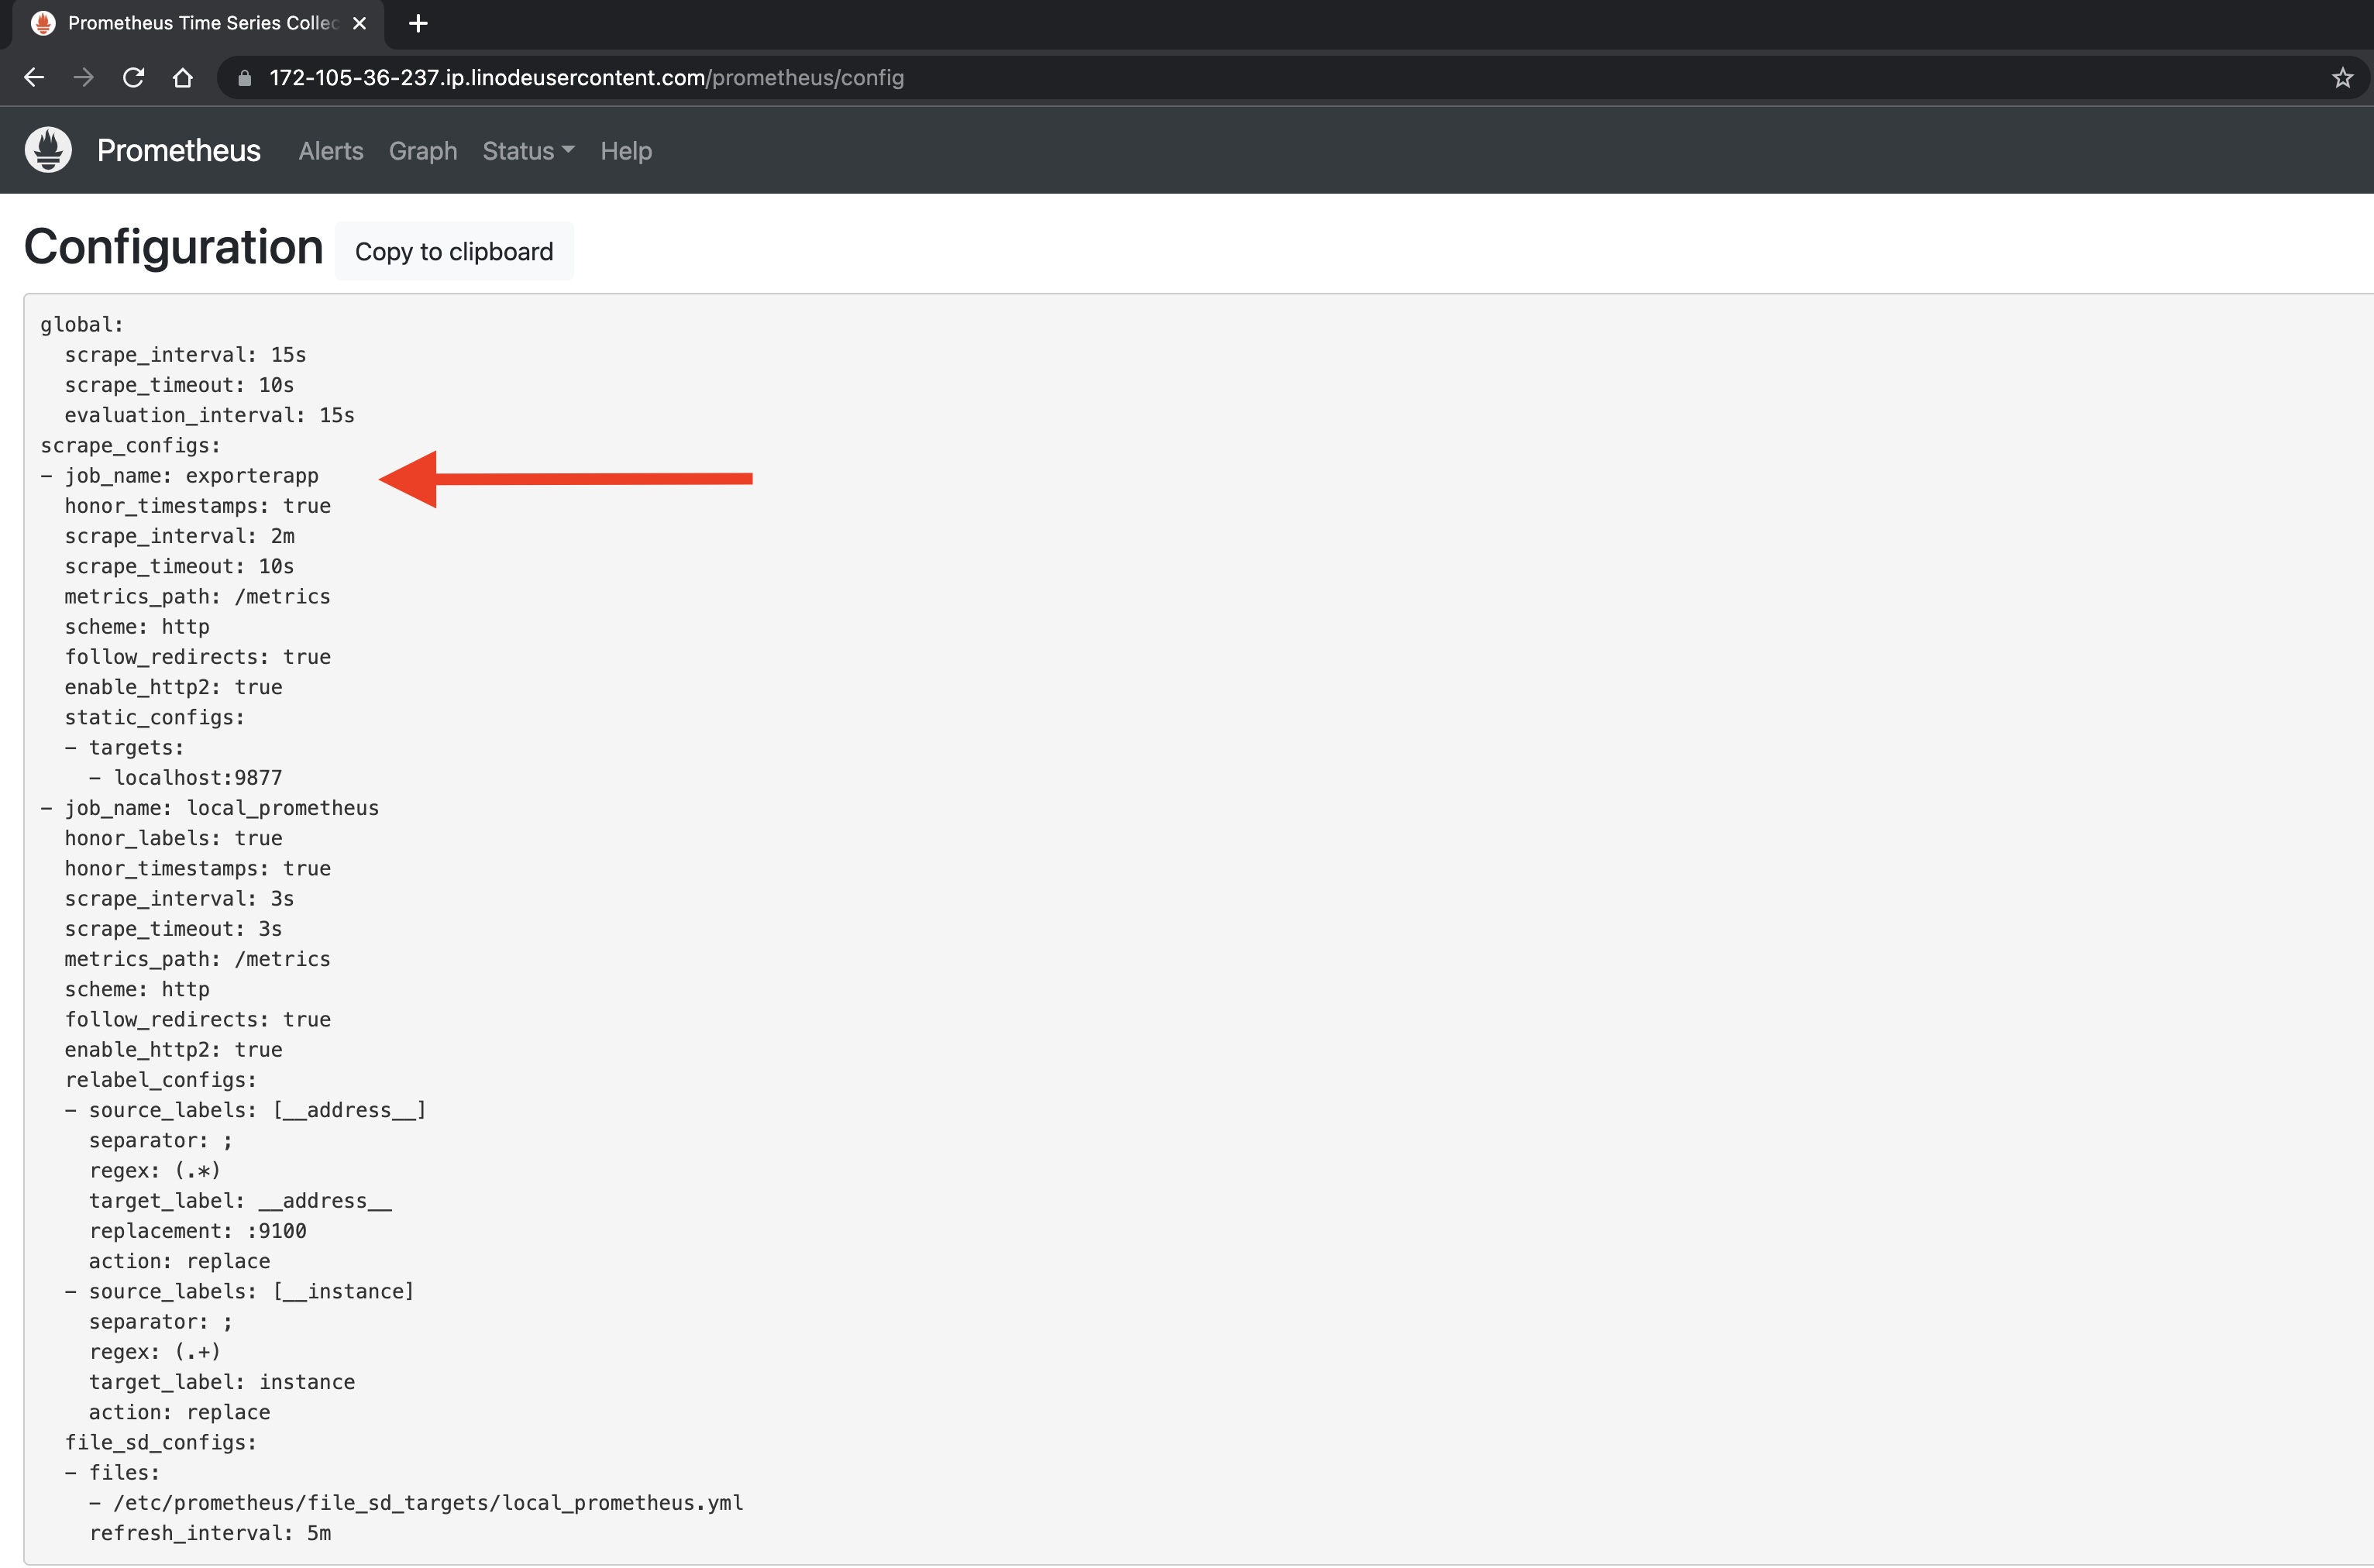 Prometheus Time Series Collec
172-105-36-237.ip.linodeusercontent.com/prometheus/config
Prometheus Alerts Graph Status Help
Configuration Copy to clipboard
global:
  scrape_interval: 15s
  scrape_timeout: 10s
  evaluation_interval: 15s
scrape_configs:
- job_name: exporterapp
  honor_timestamps: true
  scrape_interval: 2m
  scrape_timeout: 10s
  metrics_path: /metrics
  scheme: http
  follow_redirects: true
  enable_http2: true
  static_configs:
  - targets:
    - localhost:9877
- job_name: local_prometheus
  honor_labels: true
  honor_timestamps: true
  scrape_interval: 3s
  scrape_timeout: 3s
  metrics_path: /metrics
  scheme: http
  follow_redirects: true
  enable_http2: true
  relabel_configs:
  - source_labels: [__address__]
    separator: ;
    regex: (.*)
    target_label: __address__
    replacement: :9100
    action: replace
  - source_labels: [__instance]
    separator: ;
    regex: (.+)
    target_label: instance
    action: replace
  file_sd_configs:
  - files:
    - /etc/prometheus/file_sd_targets/local_prometheus.yml
    refresh_interval: 5m